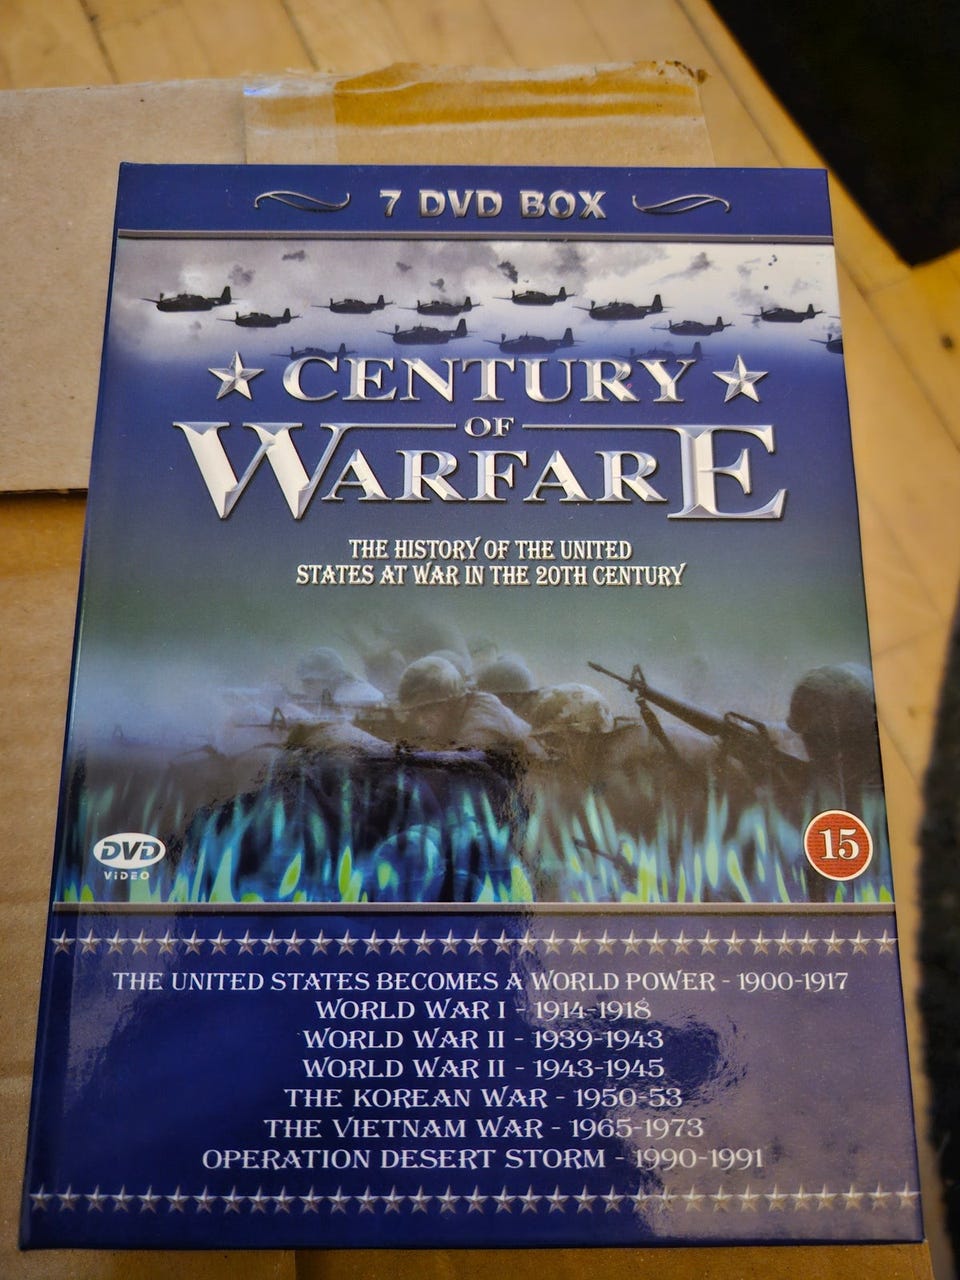 7 DVD BOX
CENTURY
OF
WARFARE
THE HISTORY OF THE UNITED
STATES AT WAR IN THE 20TH CENTURY
DVD
VIDEO
15
THE UNITED STATES BECOMES A WORLD POWER - 1900-1917
WORLD WAR I - 1914-1918
WORLD WAR II - 1939-1943
WORLD WAR II - 1943-1945
THE KOREAN WAR - 1950-53
THE VIETNAM WAR - 1965-1973
OPERATION DESERT STORM - 1990-1991